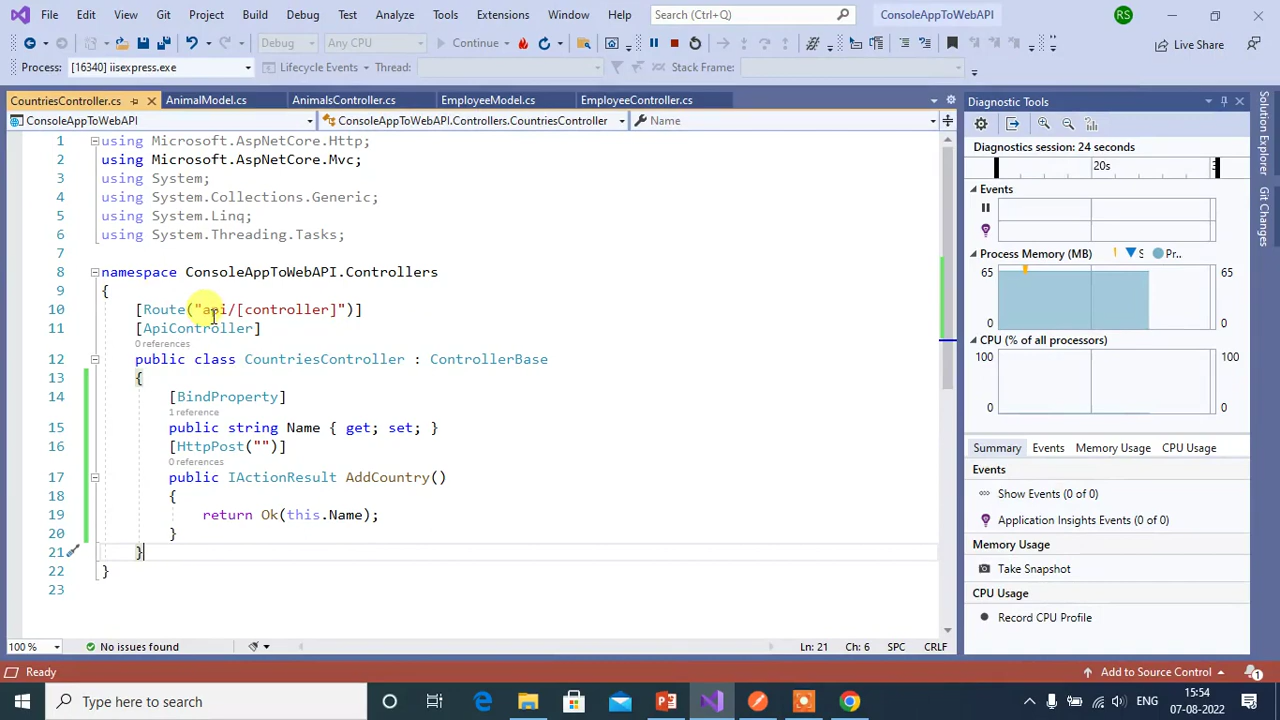 File Edit View Git Project Build Debug Test Analyze Tools Extensions Window Help Search (Ctrl+Q) ConsoleAppToWebAPI RS
Debug Any CPU Continue Live Share
Process: [16340] iisexpress.exe Lifecycle Events Thread: Stack Frame:
CountriesController.cs AnimalModel.cs AnimalsController.cs EmployeeModel.cs EmployeeController.cs
ConsoleAppToWebAPI ConsoleAppToWebAPI.Controllers.CountriesController Name
1 using Microsoft.AspNetCore.Http;
2 using Microsoft.AspNetCore.Mvc;
3 using System;
4 using System.Collections.Generic;
5 using System.Linq;
6 using System.Threading.Tasks;
7
8 namespace ConsoleAppToWebAPI.Controllers
9 {
10 [Route("api/[controller]")]
11 [ApiController]
0 references
12 public class CountriesController : ControllerBase
13 {
14 [BindProperty]
1 reference
15 public string Name { get; set; }
16 [HttpPost("")]
0 references
17 public IActionResult AddCountry()
18 {
19 return Ok(this.Name);
20 }
21 }
22 }
23
100 % No issues found Ln: 21 Ch: 6 SPC CRLF
Diagnostic Tools
Diagnostics session: 24 seconds
20s
Events
Process Memory (MB) S Pr...
65 65
0 0
CPU (% of all processors)
100 100
0 0
Summary Events Memory Usage CPU Usage
Events
Show Events (0 of 0)
Application Insights Events (0 of 0)
Memory Usage
Take Snapshot
CPU Usage
Record CPU Profile
Solution Explorer
Git Changes
Ready Add to Source Control 1
Type here to search ENG 15:54
07-08-2022